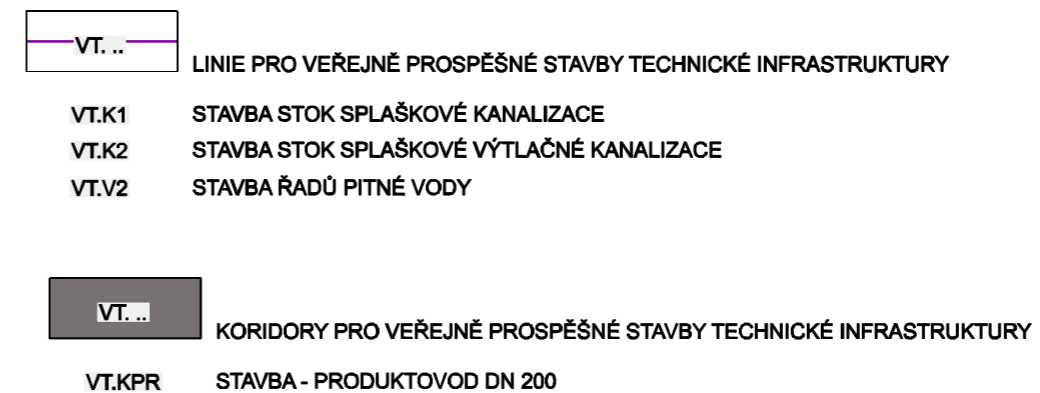 VT. ..
LINIE PRO VEŘEJNĚ PROSPĚŠNÉ STAVBY TECHNICKÉ INFRASTRUKTURY
VT.K1 STAVBA STOK SPLAŠKOVÉ KANALIZACE
VT.K2 STAVBA STOK SPLAŠKOVÉ VÝTLAČNÉ KANALIZACE
VT.V2 STAVBA ŘADŮ PITNÉ VODY
VT. ..
KORIDORY PRO VEŘEJNĚ PROSPĚŠNÉ STAVBY TECHNICKÉ INFRASTRUKTURY
VT.KPR STAVBA - PRODUKTOVOD DN 200